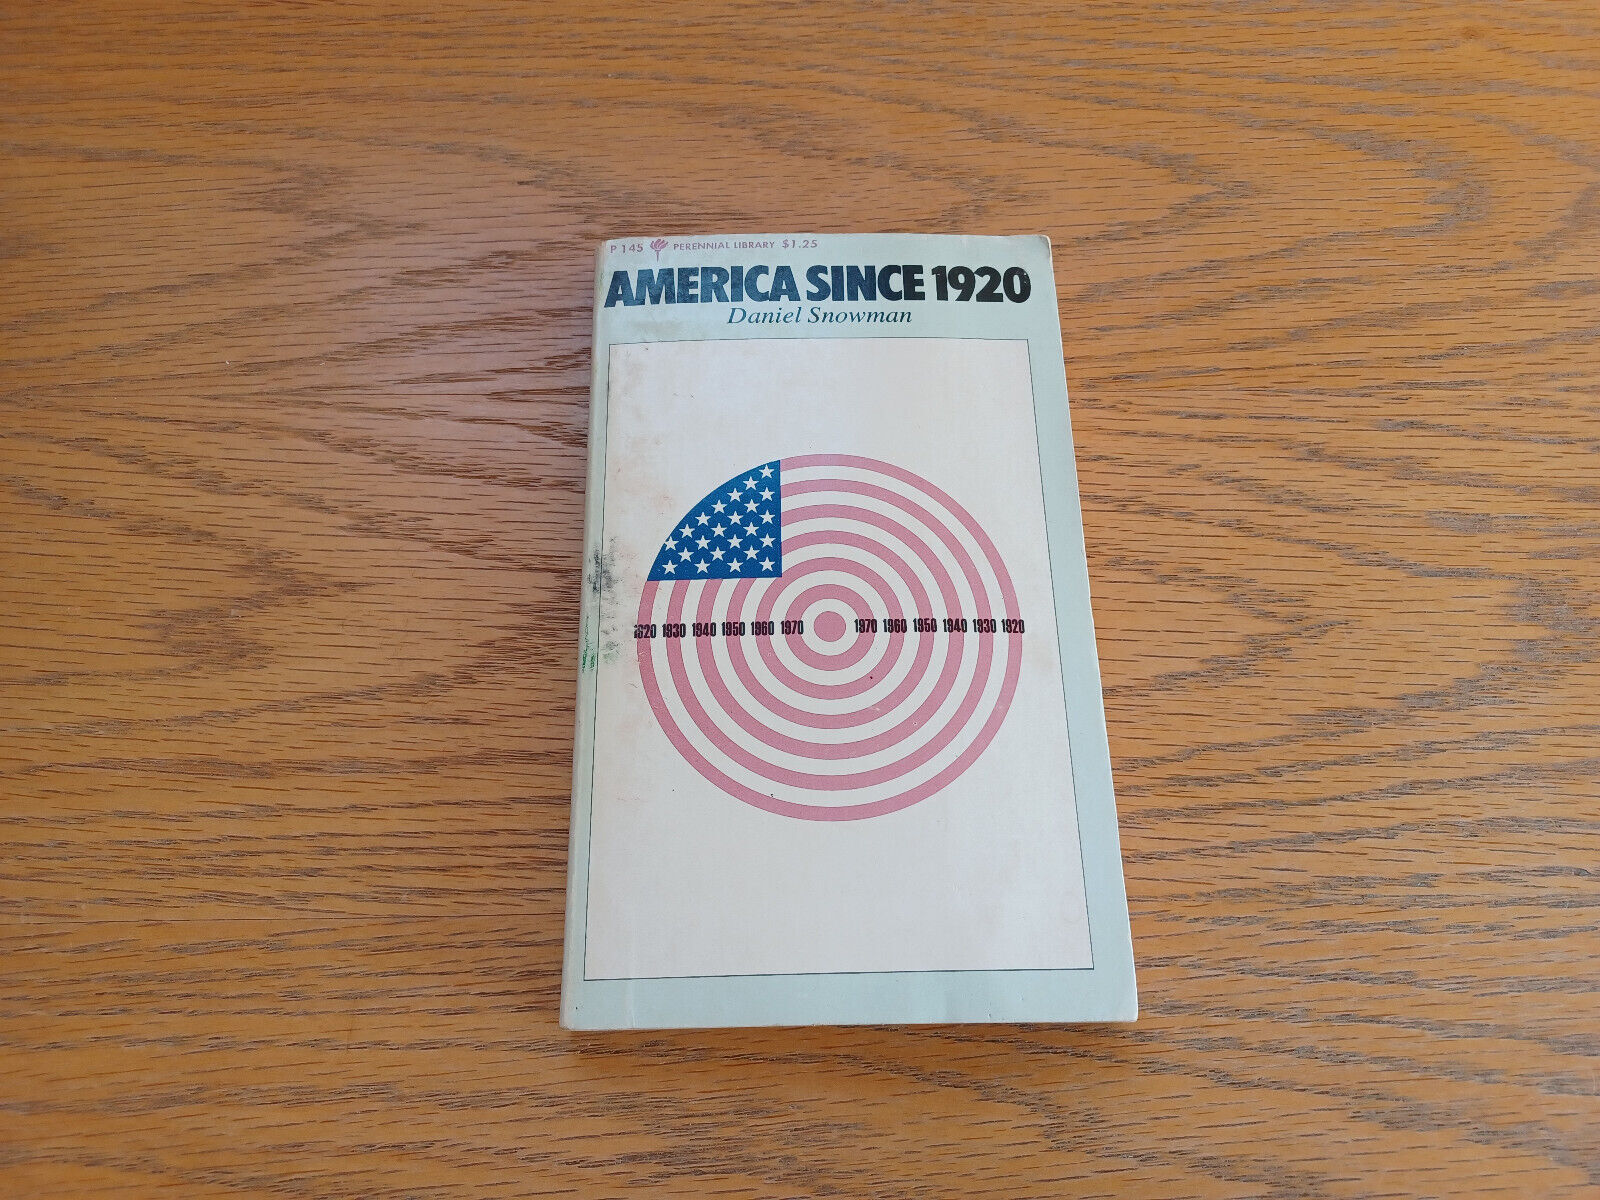 P 145 PERENNIAL LIBRARY $1.25
AMERICA SINCE 1920
Daniel Snowman
1920 1930 1940 1950 1960 1970 1970 1960 1950 1940 1930 1920